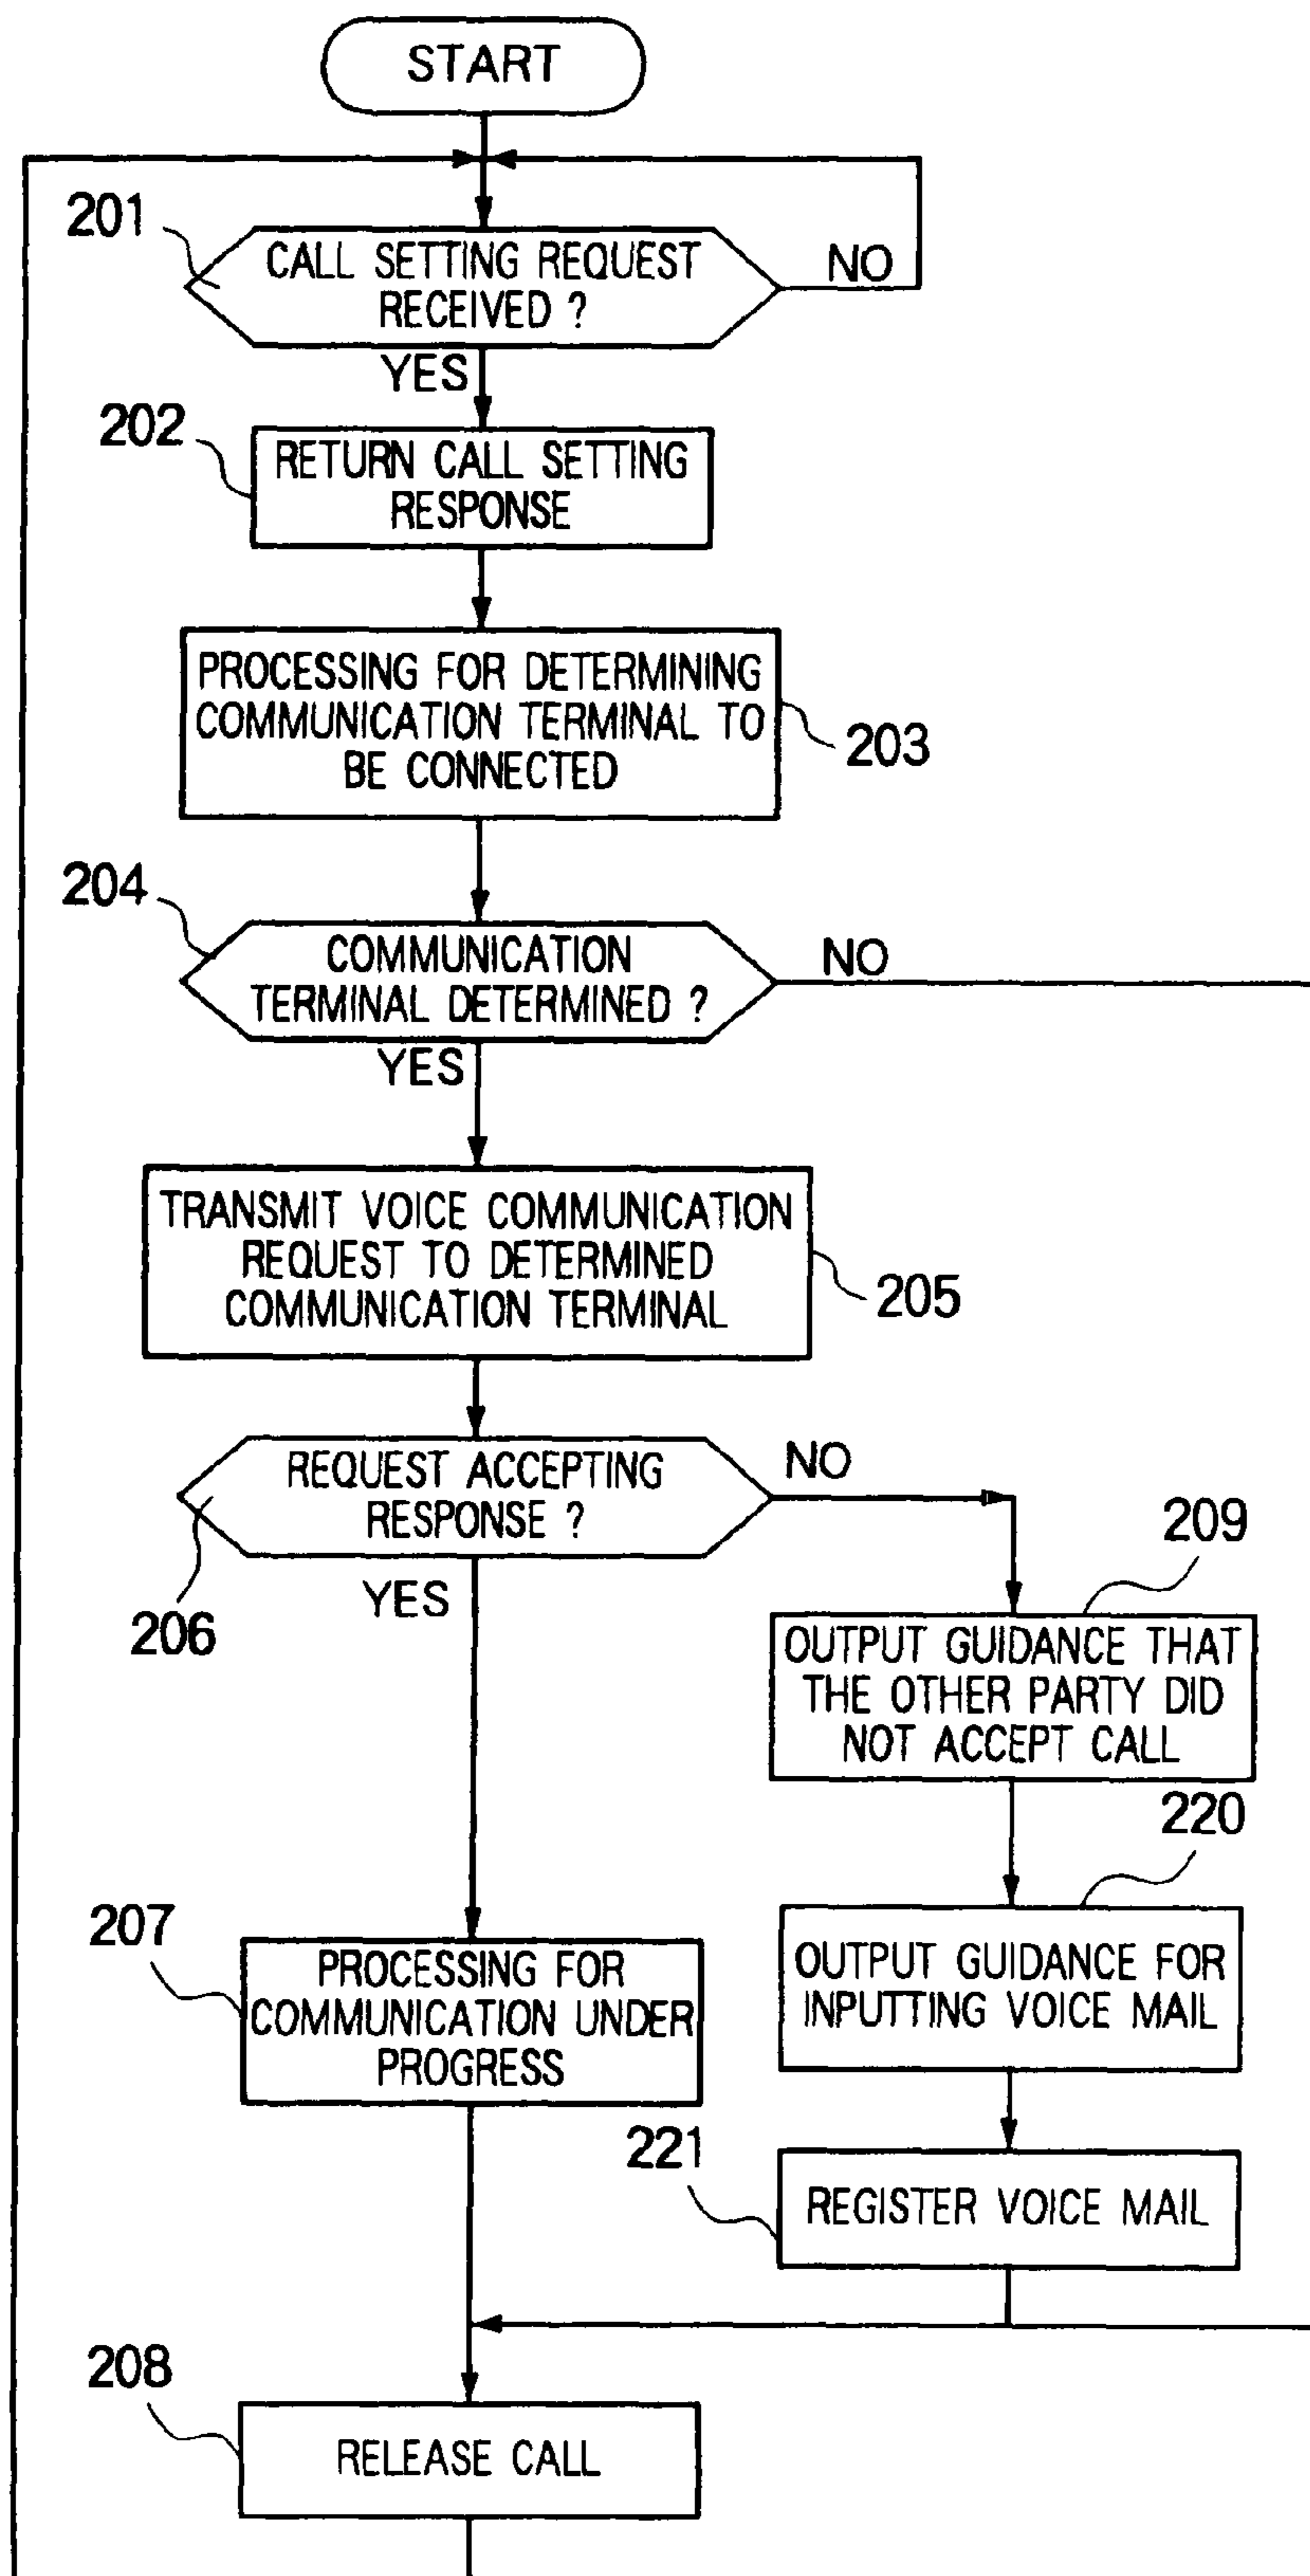 START
201
CALL SETTING REQUEST
RECEIVED ?
NO
YES
202
RETURN CALL SETTING
RESPONSE
PROCESSING FOR DETERMINING
COMMUNICATION TERMINAL TO
BE CONNECTED
203
204
COMMUNICATION
TERMINAL DETERMINED ?
NO
YES
TRANSMIT VOICE COMMUNICATION
REQUEST TO DETERMINED
COMMUNICATION TERMINAL
205
REQUEST ACCEPTING
RESPONSE ?
NO
206
YES
209
OUTPUT GUIDANCE THAT
THE OTHER PARTY DID
NOT ACCEPT CALL
220
OUTPUT GUIDANCE FOR
INPUTTING VOICE MAIL
207
PROCESSING FOR
COMMUNICATION UNDER
PROGRESS
221
REGISTER VOICE MAIL
208
RELEASE CALL